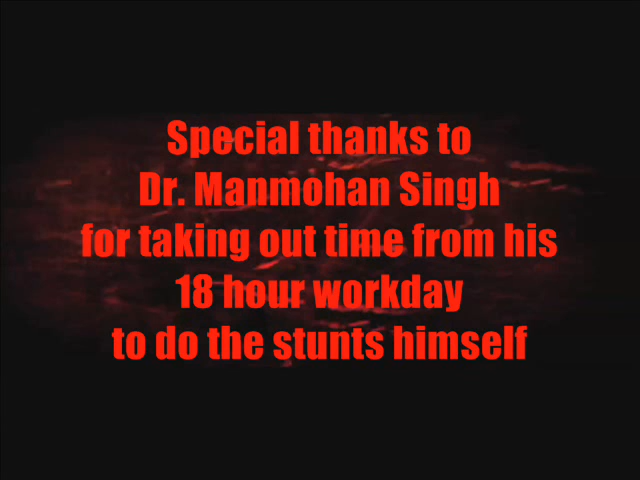 Special thanks to
Dr. Manmohan Singh
for taking out time from his
18 hour workday
to do the stunts himself